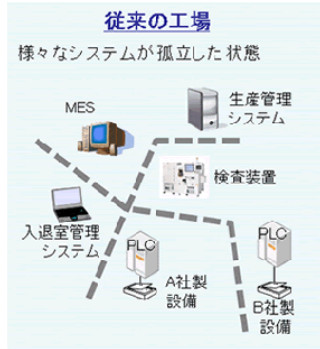 従来の工場
様々なシステムが孤立した状態
MES
生産管理
システム
検査装置
入退室管理
システム
PLC
A社製
設備
PLC
B社製
設備